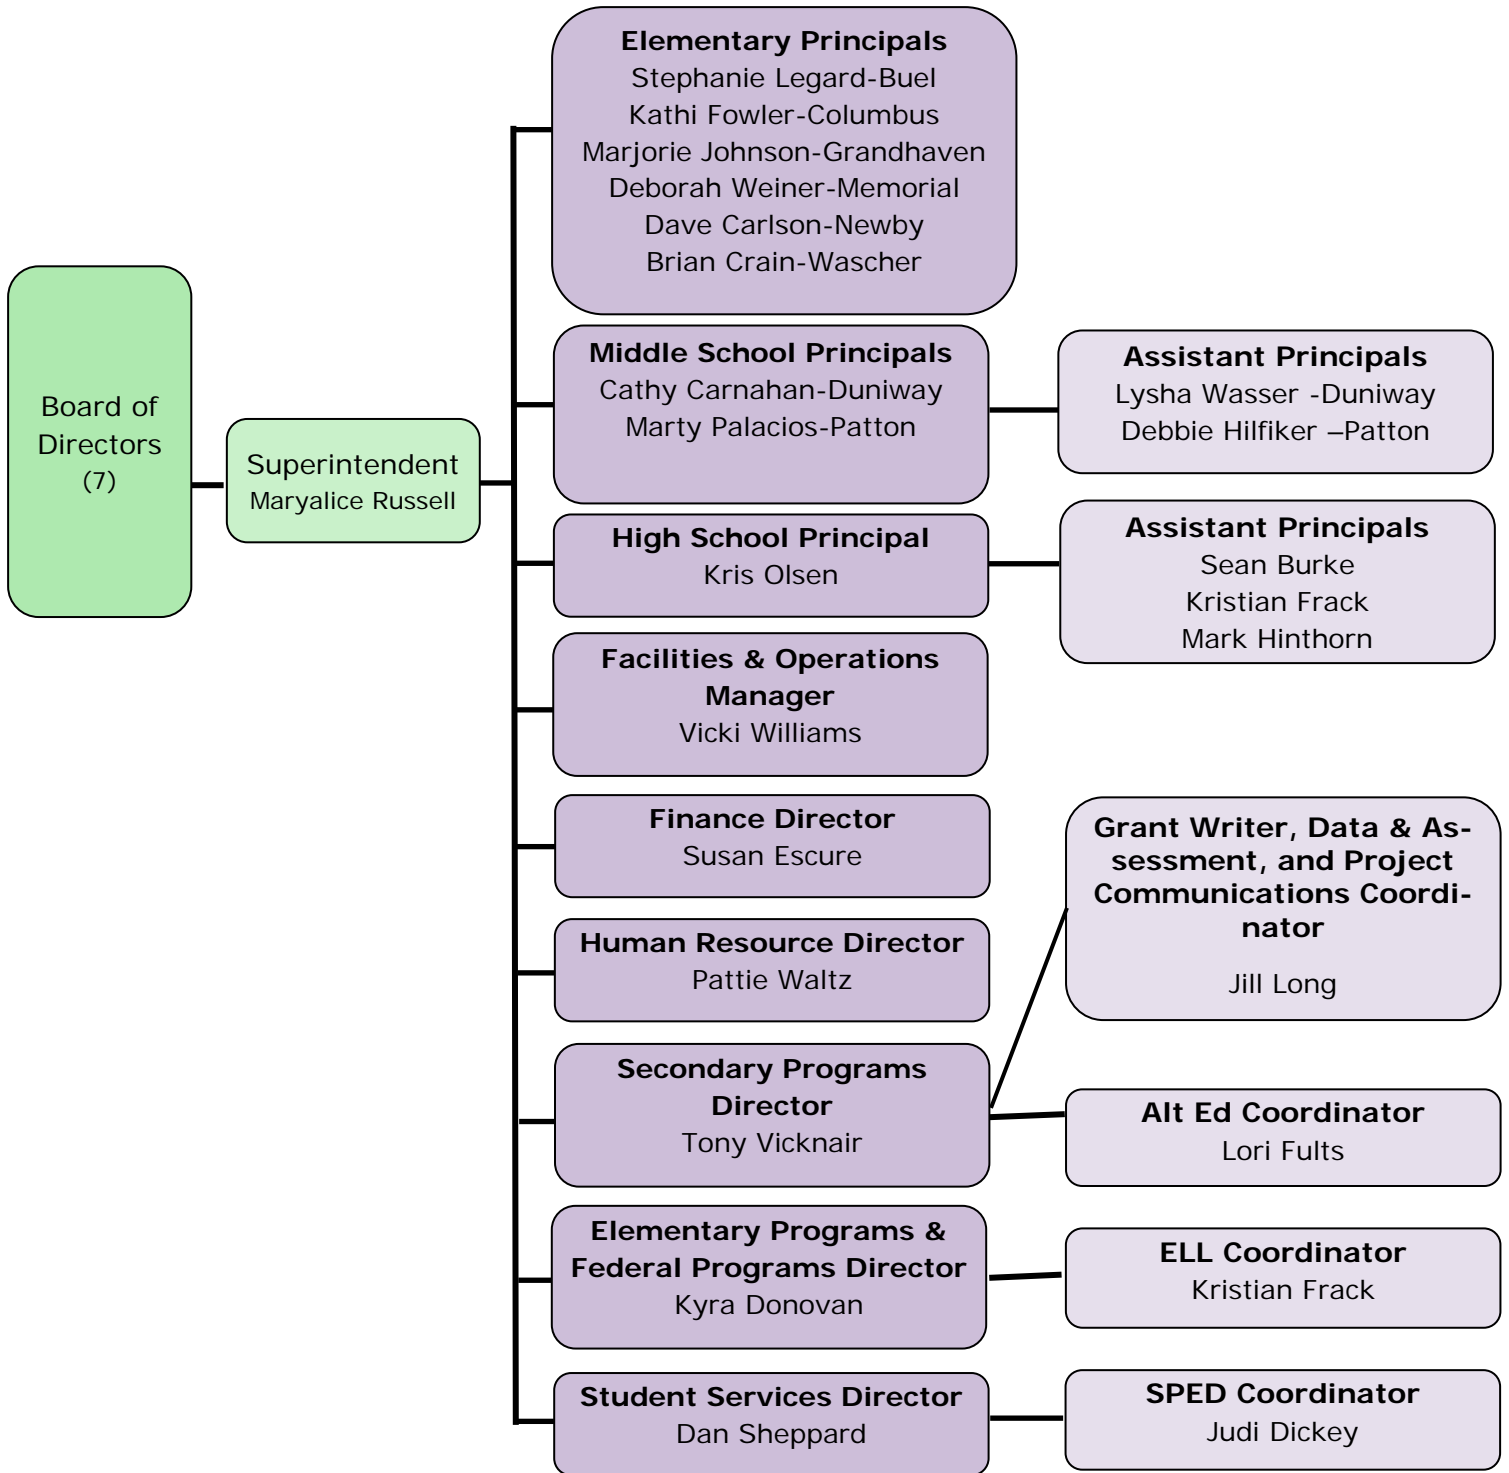 Board of
Directors
(7)
Superintendent
Maryalice Russell
Elementary Principals
Stephanie Legard-Buel
Kathi Fowler-Columbus
Marjorie Johnson-Grandhaven
Deborah Weiner-Memorial
Dave Carlson-Newby
Brian Crain-Wascher
Middle School Principals
Cathy Carnahan-Duniway
Marty Palacios-Patton
Assistant Principals
Lysha Wasser -Duniway
Debbie Hilfiker –Patton
High School Principal
Kris Olsen
Assistant Principals
Sean Burke
Kristian Frack
Mark Hinthorn
Facilities & Operations
Manager
Vicki Williams
Finance Director
Susan Escure
Human Resource Director
Pattie Waltz
Secondary Programs
Director
Tony Vicknair
Grant Writer, Data & As-
sessment, and Project
Communications Coordi-
nator
Jill Long
Alt Ed Coordinator
Lori Fults
Elementary Programs &
Federal Programs Director
Kyra Donovan
ELL Coordinator
Kristian Frack
Student Services Director
Dan Sheppard
SPED Coordinator
Judi Dickey